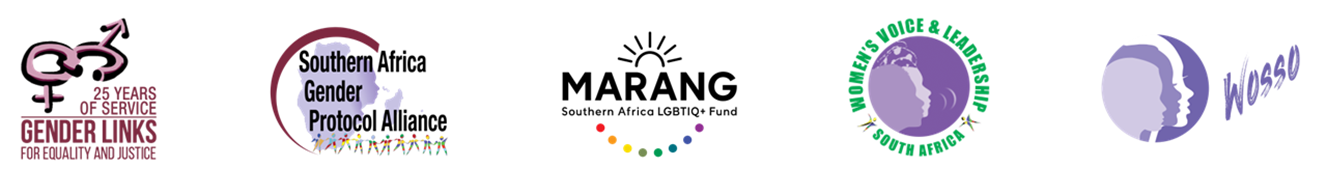 25 YEARS
OF SERVICE
GENDER LINKS
FOR EQUALITY AND JUSTICE
Southern Africa
Gender
Protocol Alliance
MARANG
Southern Africa LGBTIQ+ Fund
WOMEN'S VOICE & LEADERSHIP
SOUTH AFRICA
WOSSO